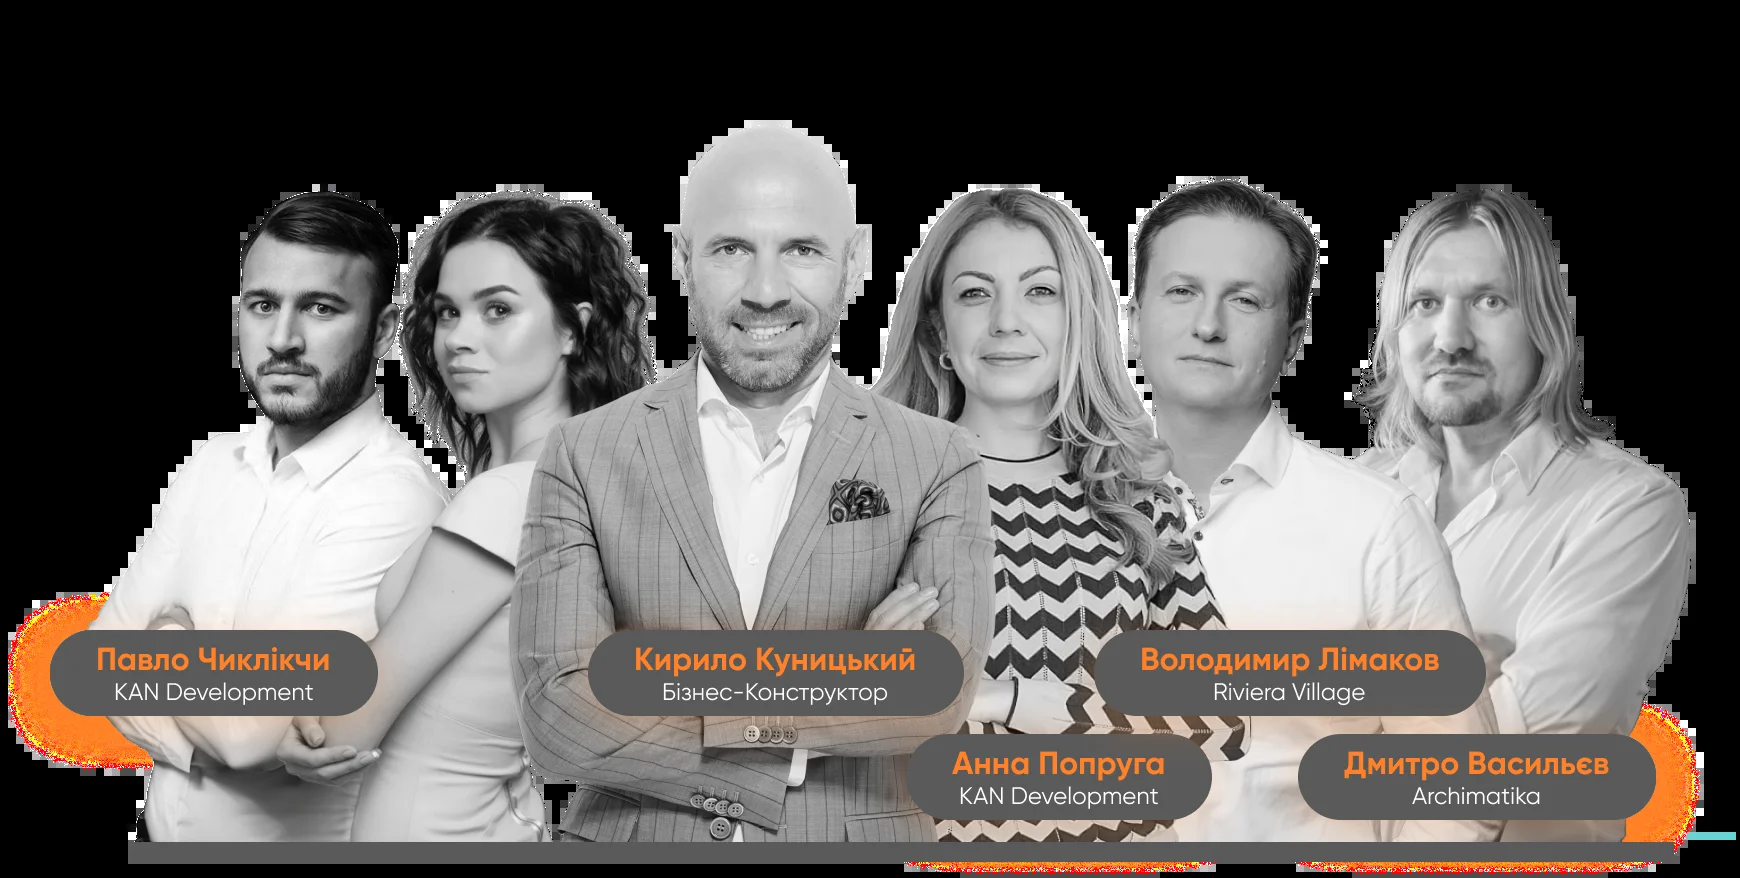 Павло Чиклікчи
KAN Development
Кирило Куницький
Бізнес-Конструктор
Володимир Лімаков
Riviera Village
Анна Попруга
KAN Development
Дмитро Васильєв
Archimatika